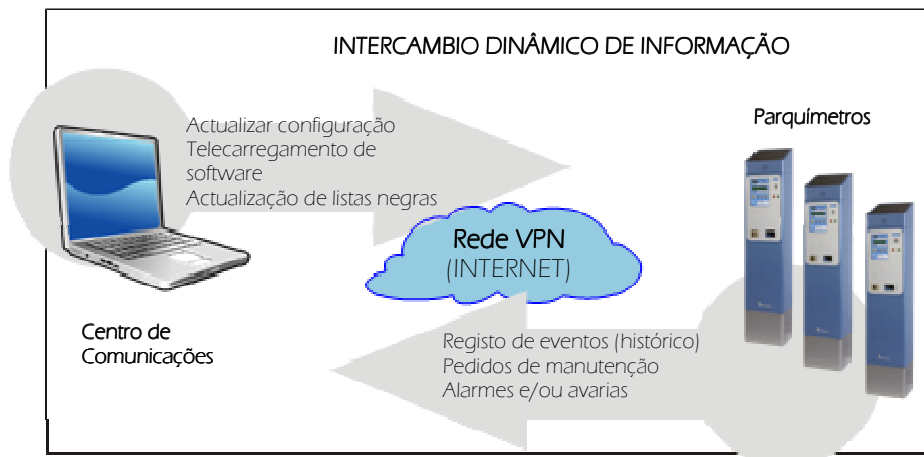 INTERCAMBIO DINÂMICO DE INFORMAÇÃO
Parquímetros
Actualizar configuração
Telecarregamento de
software
Actualização de listas negras
Rede VPN
(INTERNET)
Centro de
Comunicações
Registo de eventos (histórico)
Pedidos de manutenção
Alarmes e/ou avarias